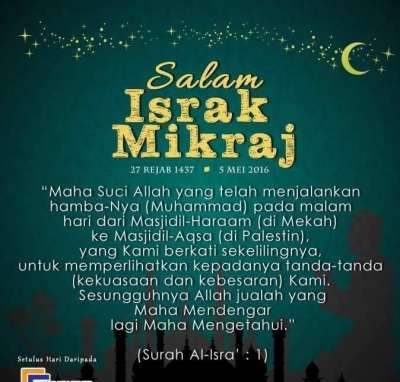 Salam
Israk
Mikraj
27 REJAB 1437 ▪ 5 MEI 2016
“Maha Suci Allah yang telah menjalankan
hamba-Nya (Muhammad) pada malam
hari dari Masjidil-Haraam (di Mekah)
ke Masjidil-Aqsa (di Palestin),
yang Kami berkati sekelilingnya,
untuk memperlihatkan kepadanya tanda-tanda
(kekuasaan dan kebesaran) Kami.
Sesungguhnya Allah jualah yang
Maha Mendengar
lagi Maha Mengetahui.”
(Surah Al-Isra’ : 1)
Setulus Hari Daripada